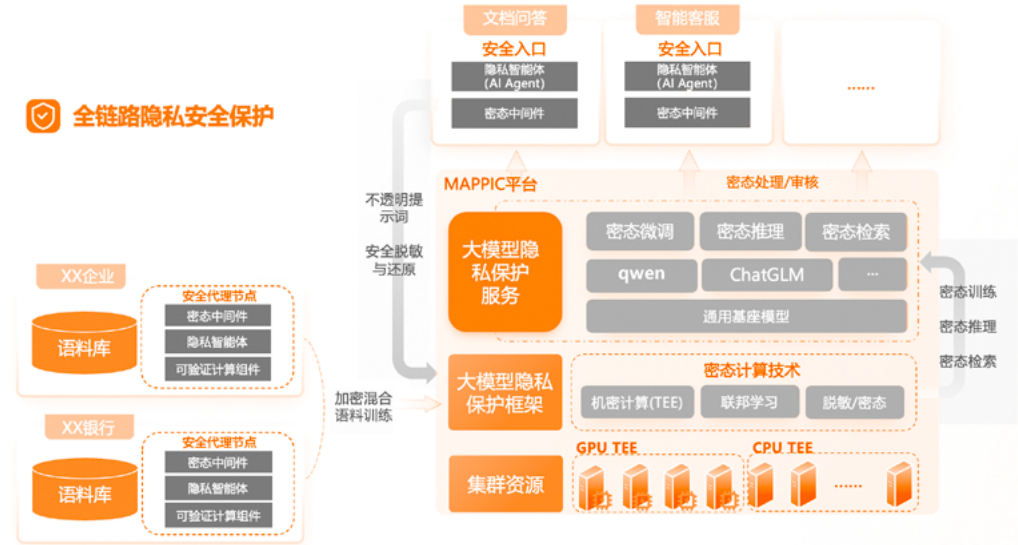 文档问答
智能客服
安全入口
安全入口
隐私智能体
(AI Agent)
隐私智能体
(AI Agent)
......
密态中间件
密态中间件
全链路隐私安全保护
MAPPIC平台
密态处理/审核
不透明提
示词
安全脱敏
与还原
大模型隐
私保护
服务
密态微调
密态推理
密态检索
qwen
ChatGLM
...
通用基座模型
密态训练
密态推理
密态检索
XX企业
语料库
安全代理节点
密态中间件
隐私智能体
可验证计算组件
加密混合
语料训练
大模型隐私
保护框架
密态计算技术
机密计算(TEE)
联邦学习
脱敏/密态
XX银行
语料库
安全代理节点
密态中间件
隐私智能体
可验证计算组件
集群资源
GPU TEE
CPU TEE
......